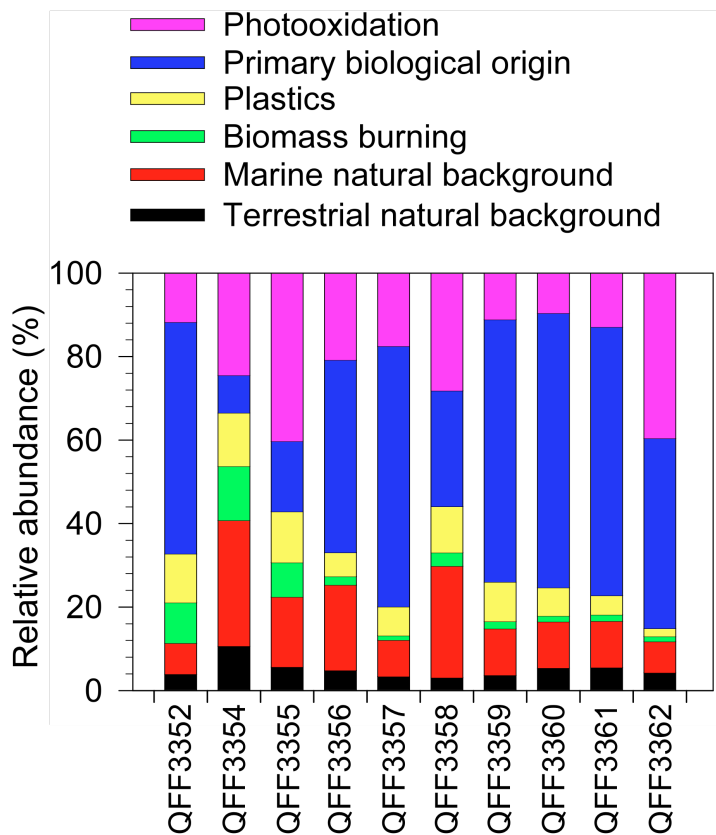 Photooxidation
Primary biological origin
Plastics
Biomass burning
Marine natural background
Terrestrial natural background
Relative abundance (%)
100
80
60
40
20
0
QFF3352
QFF3354
QFF3355
QFF3356
QFF3357
QFF3358
QFF3359
QFF3360
QFF3361
QFF3362